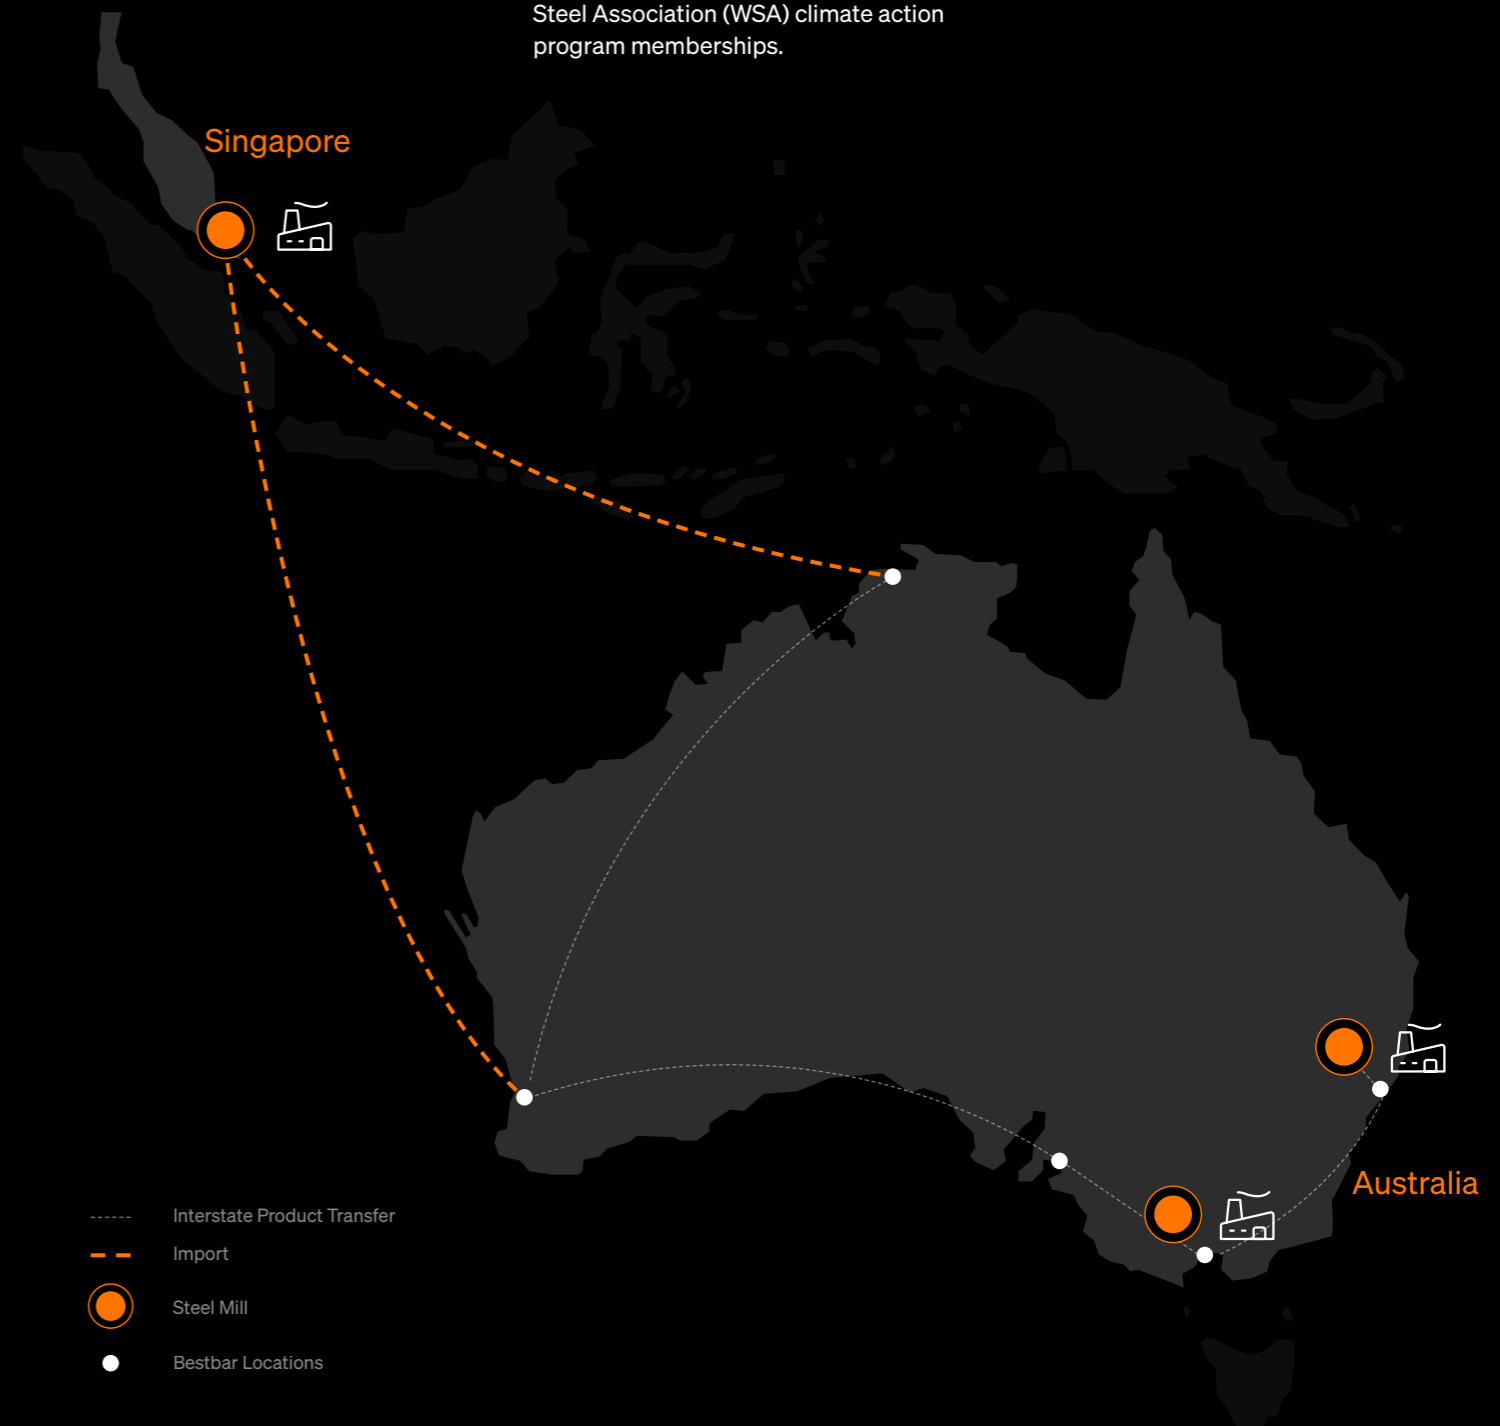 Steel Association (WSA) climate action
program memberships.
Singapore
Australia
Interstate Product Transfer
Import
Steel Mill
Bestbar Locations